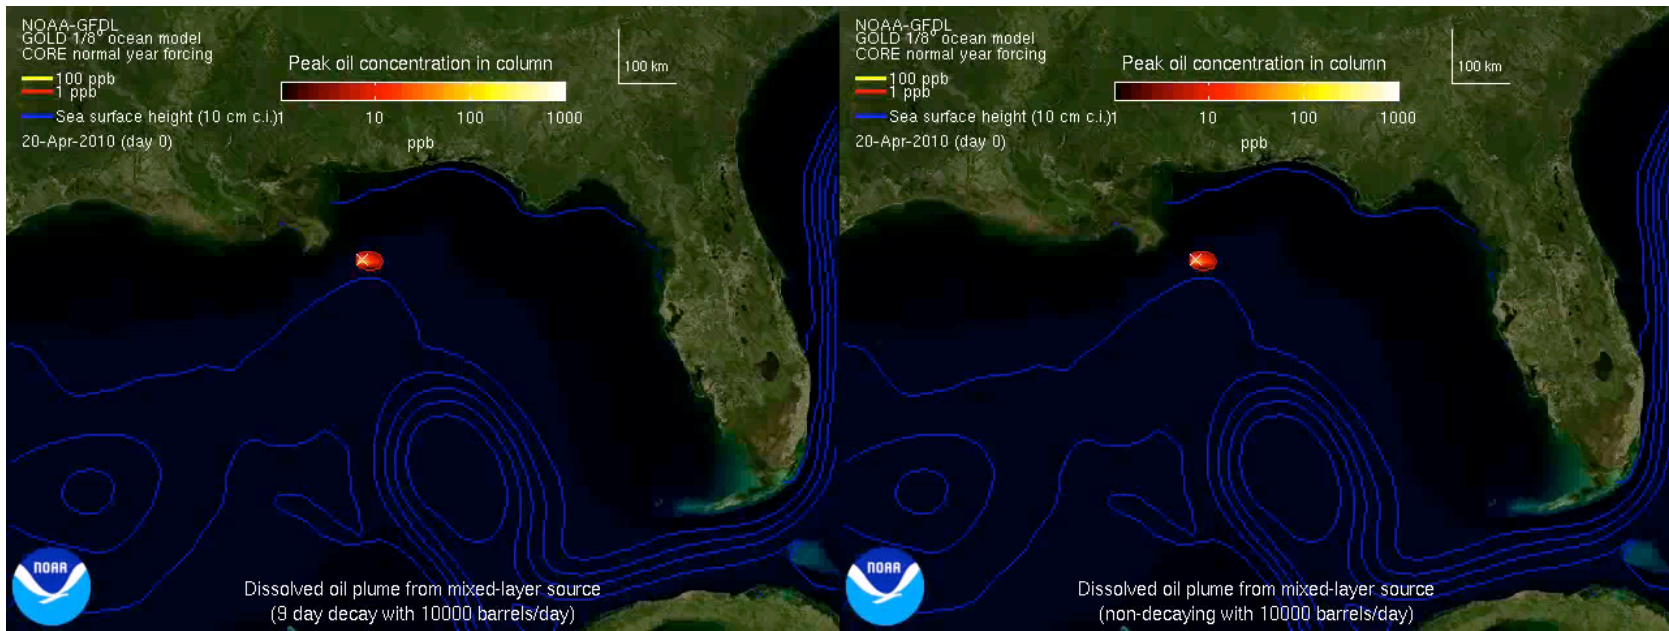 NOAA-GFDL
GOLD 1/8° ocean model
CORE normal year forcing
100 ppb
1 ppb
Sea surface height (10 cm c.i.)
20-Apr-2010 (day 0)
Peak oil concentration in column
1 10 100 1000
ppb
100 km
NOAA
Dissolved oil plume from mixed-layer source
(9 day decay with 10000 barrels/day)
NOAA-GFDL
GOLD 1/8° ocean model
CORE normal year forcing
100 ppb
1 ppb
Sea surface height (10 cm c.i.)
20-Apr-2010 (day 0)
Peak oil concentration in column
1 10 100 1000
ppb
100 km
NOAA
Dissolved oil plume from mixed-layer source
(non-decaying with 10000 barrels/day)